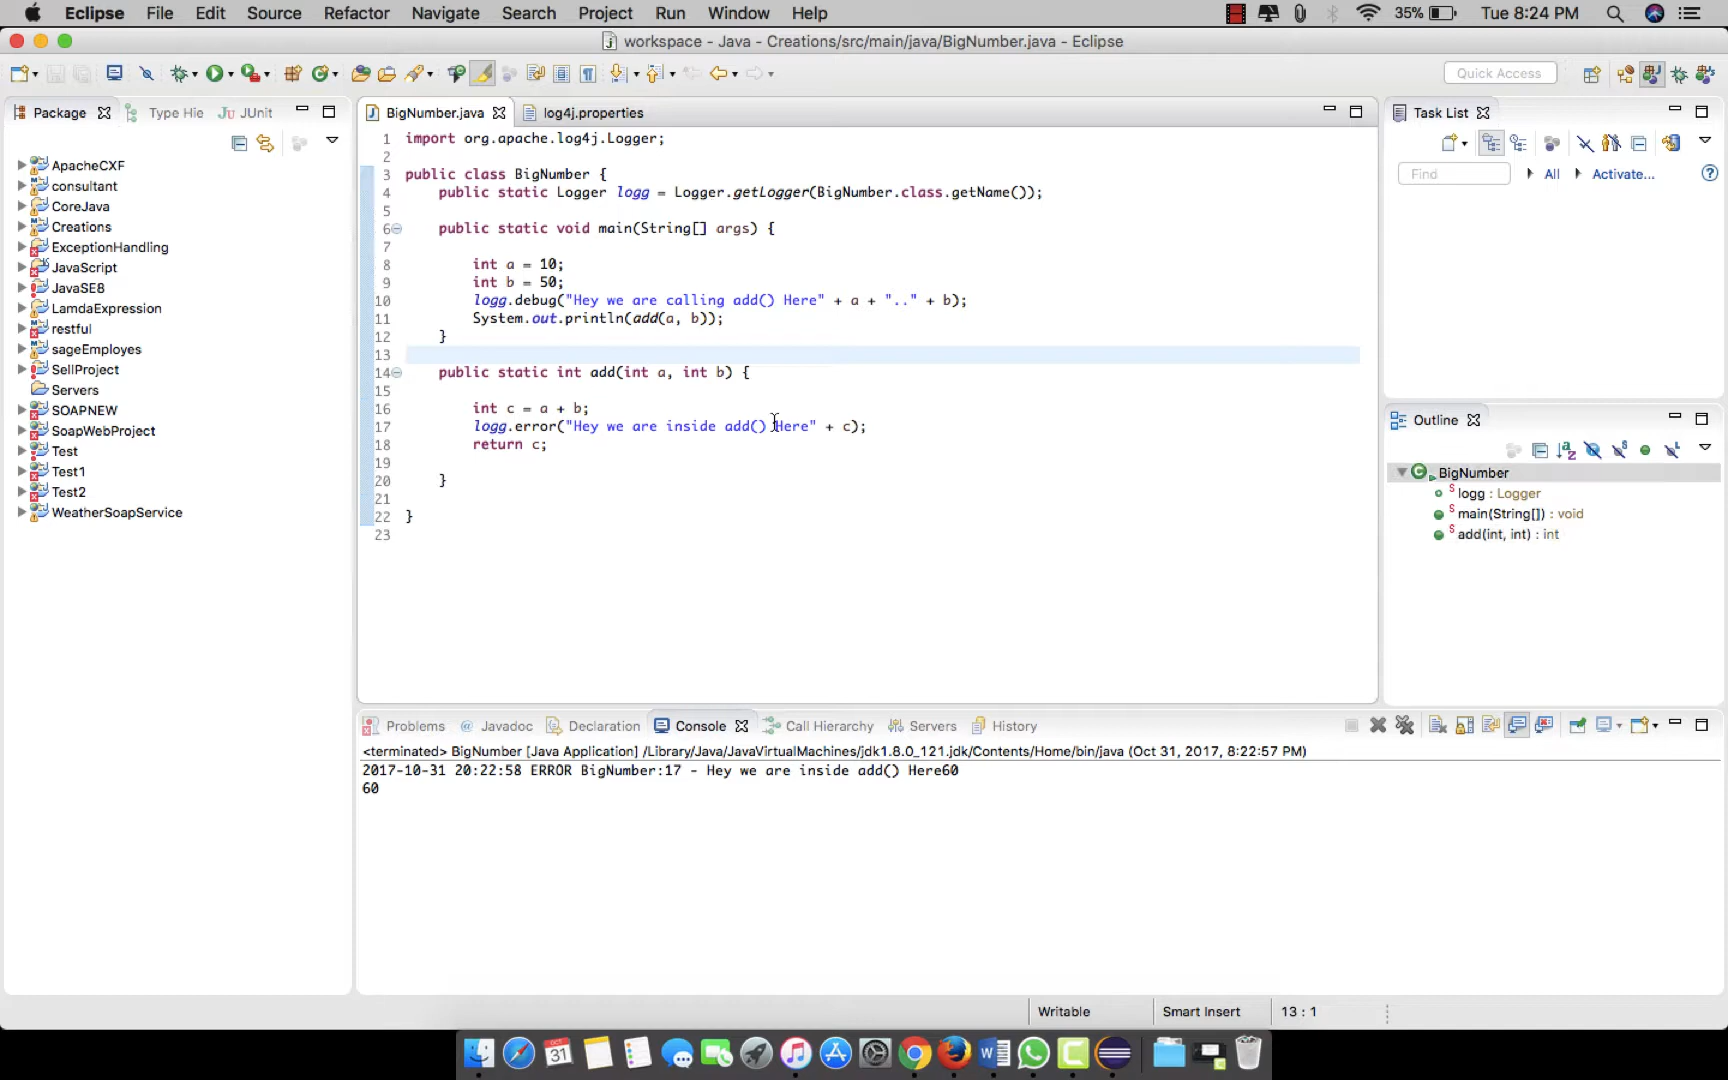 Eclipse File Edit Source Refactor Navigate Search Project Run Window Help 35% Tue 8:24 PM
workspace - Java - Creations/src/main/java/BigNumber.java - Eclipse
Quick Access
Package Type Hie JUnit
ApacheCXF
consultant
CoreJava
Creations
ExceptionHandling
JavaScript
JavaSE8
LamdaExpression
restful
sageEmployes
SellProject
Servers
SOAPNEW
SoapWebProject
Test
Test1
Test2
WeatherSoapService
BigNumber.java log4j.properties
1 import org.apache.log4j.Logger;
2
3 public class BigNumber {
4 public static Logger logg = Logger.getLogger(BigNumber.class.getName());
5
6 public static void main(String[] args) {
7
8 int a = 10;
9 int b = 50;
10 logg.debug("Hey we are calling add() Here" + a + ".." + b);
11 System.out.println(add(a, b));
12 }
13
14 public static int add(int a, int b) {
15
16 int c = a + b;
17 logg.error("Hey we are inside add() Here" + c);
18 return c;
19
20 }
21
22 }
23
Task List
Find All Activate...
Outline
BigNumber
logg : Logger
main(String[]) : void
add(int, int) : int
Problems Javadoc Declaration Console Call Hierarchy Servers History
<terminated> BigNumber [Java Application] /Library/Java/JavaVirtualMachines/jdk1.8.0_121.jdk/Contents/Home/bin/java (Oct 31, 2017, 8:22:57 PM)
2017-10-31 20:22:58 ERROR BigNumber:17 - Hey we are inside add() Here60
60
Writable Smart Insert 13 : 1
OCT
31